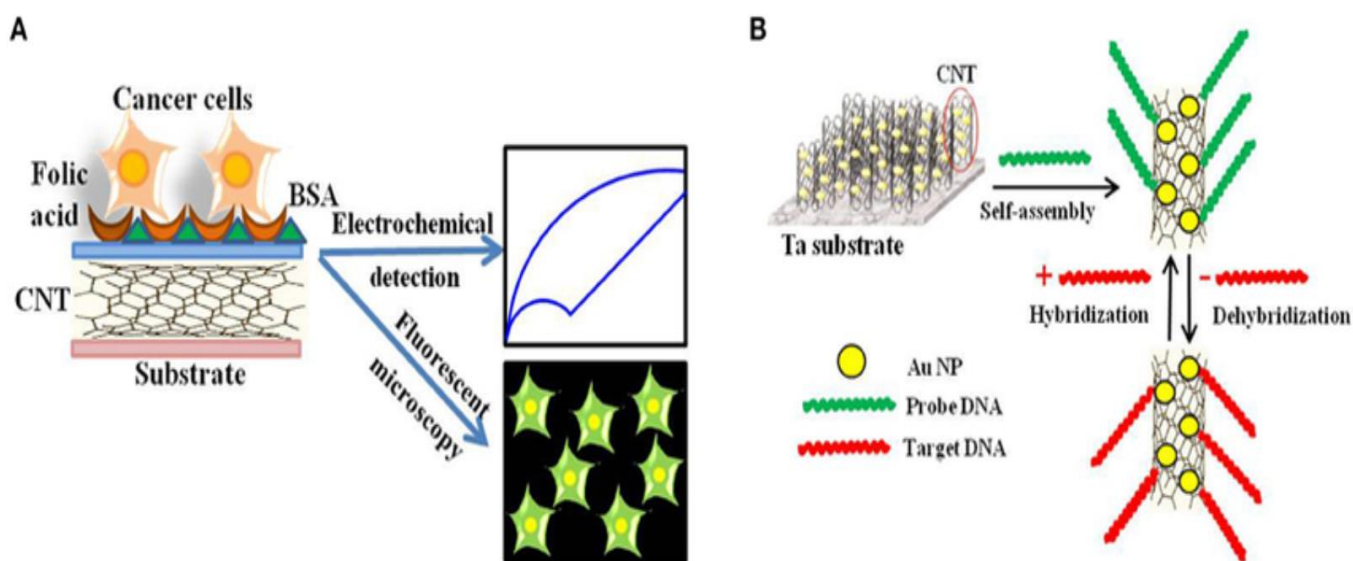 A
Cancer cells
Folic
acid
BSA
CNT
Substrate
Electrochemical
detection
Fluorescent
microscopy
B
CNT
Ta substrate
Self-assembly
+
Hybridization
-
Dehybridization
Au NP
Probe DNA
Target DNA